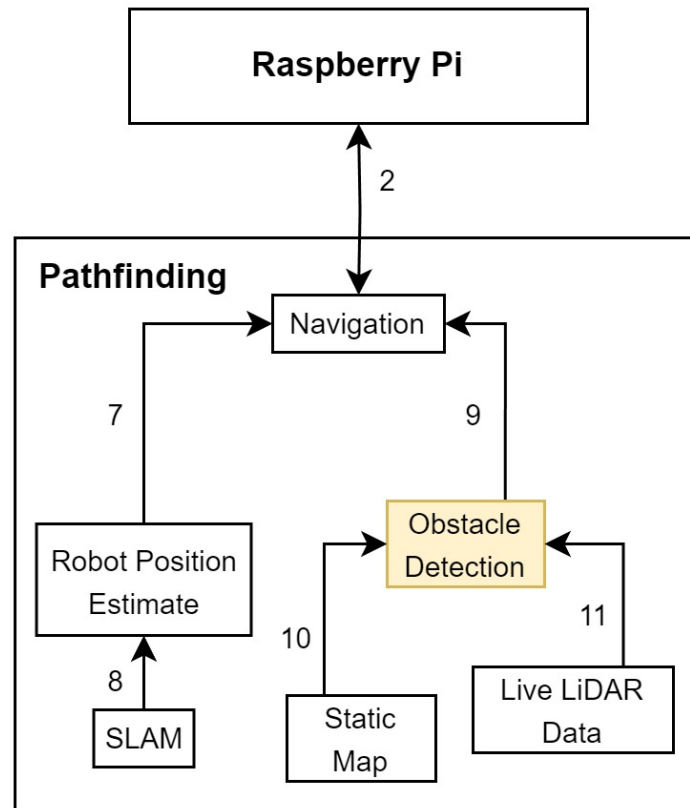 Raspberry Pi
2
Pathfinding
Navigation
7
9
Obstacle
Detection
Robot Position
Estimate
10
11
8
SLAM
Static
Map
Live LiDAR
Data